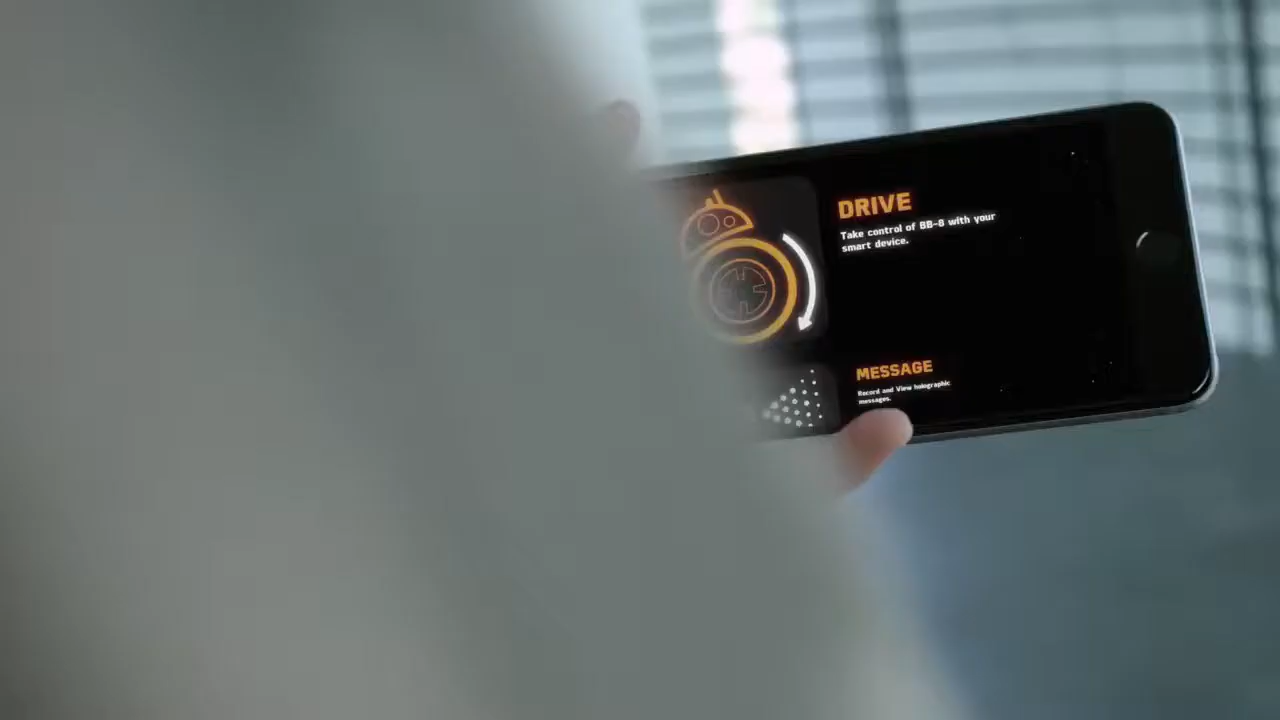 DRIVE
Take control of BB-8 with your
smart device.
MESSAGE
Record and View holographic
messages.